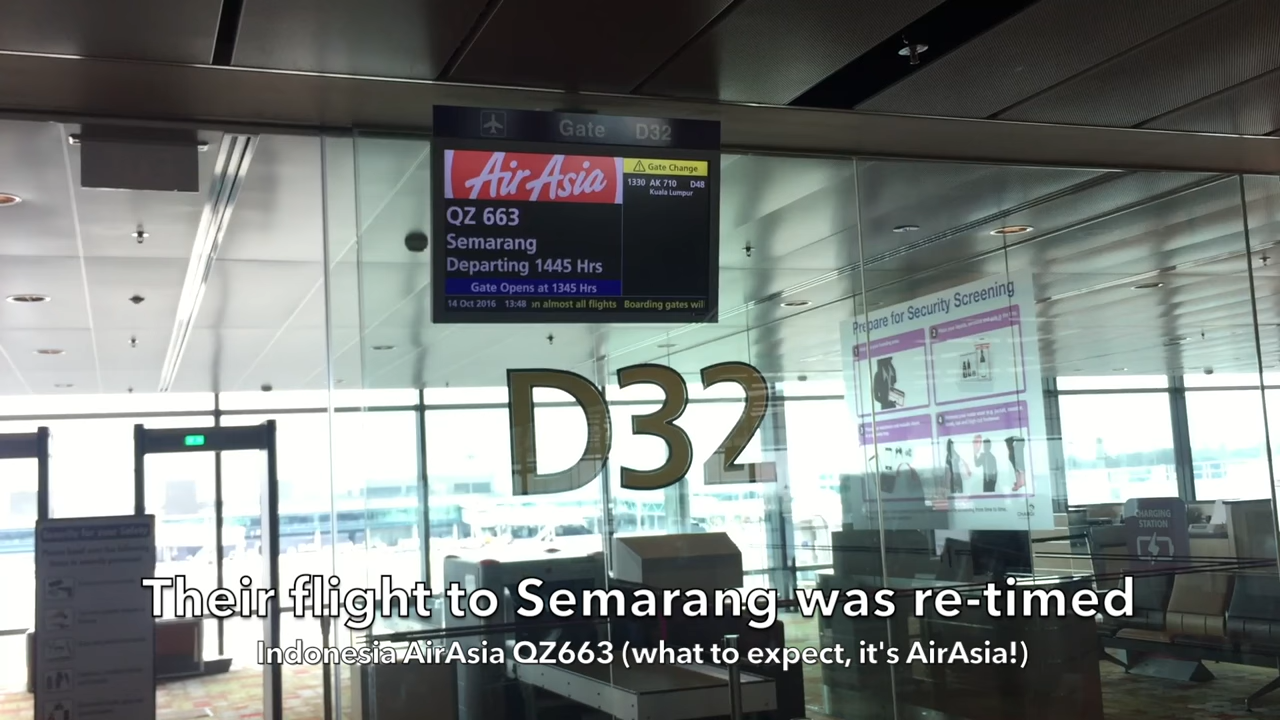 Gate D32
AirAsia
Gate Change
1330 AK 710 D48
Kuala Lumpur
QZ 663
Semarang
Departing 1445 Hrs
Gate Opens at 1345 Hrs
14 Oct 2016 13:48 on almost all flights Boarding gates will
Prepare for Security Screening
D32
CHARGING
STATION
Their flight to Semarang was re-timed
Indonesia AirAsia QZ663 (what to expect, it's AirAsia!)